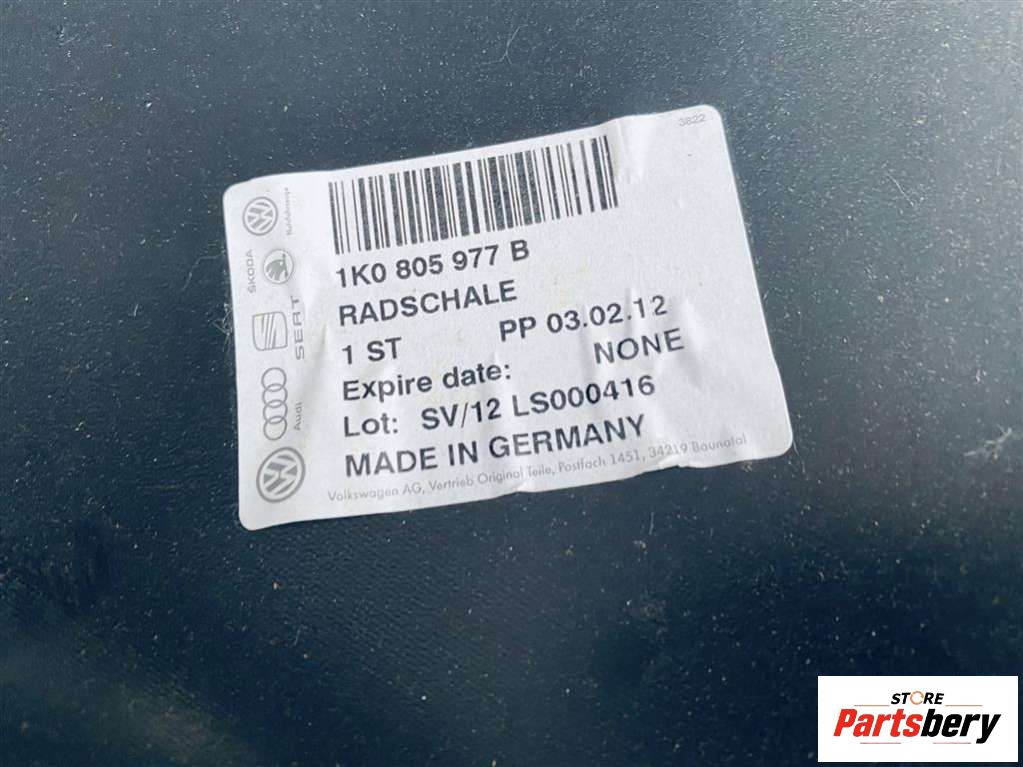 3822
Nutzfahrzeuge
ŠKODA
SEAT
Audi
1K0 805 977 B
RADSCHALE
1 ST PP 03.02.12
Expire date: NONE
Lot: SV/12 LS000416
MADE IN GERMANY
Volkswagen AG, Vertrieb Original Teile, Postfach 1451, 34219 Baunatal
STORE
Partsbery